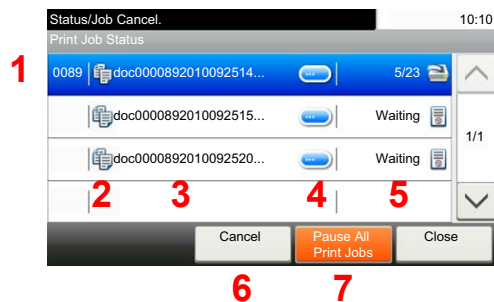 Status/Job Cancel. 10:10
Print Job Status
1 0089 doc0000892010092514... 5/23
doc0000892010092515... Waiting
1/1
doc0000892010092520... Waiting
2 3 4 5
Cancel Pause All Print Jobs Close
6 7